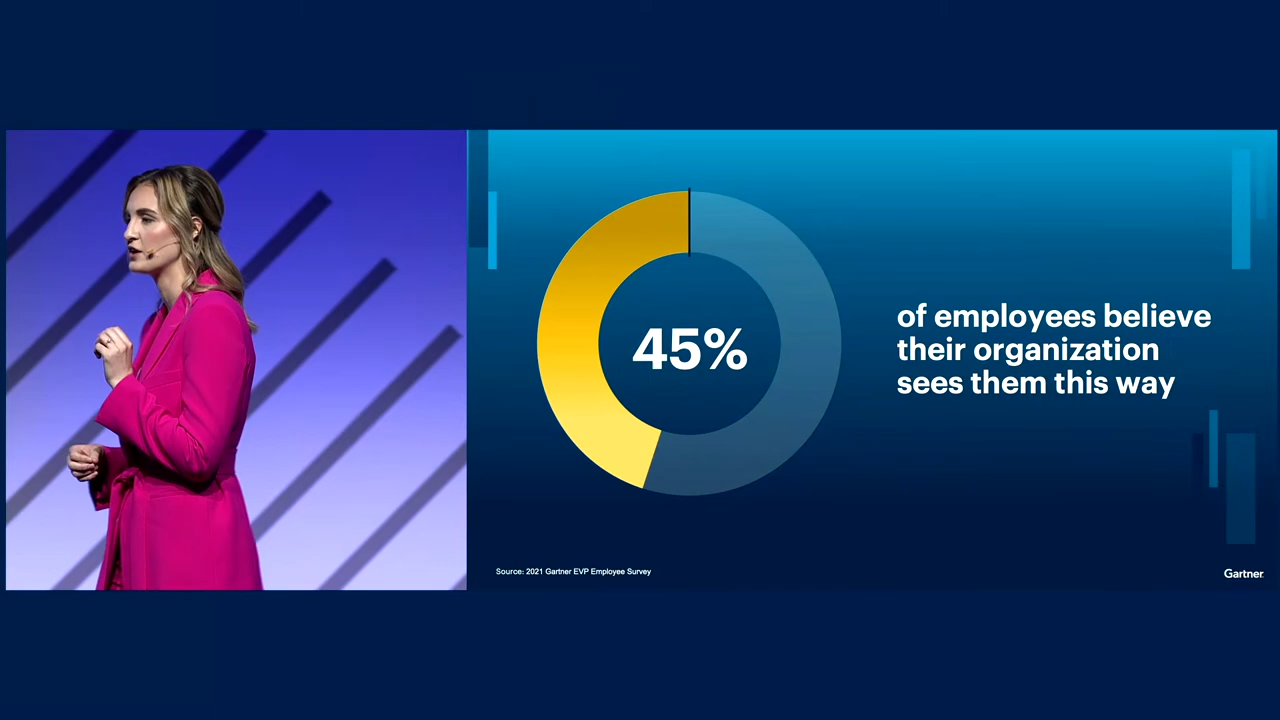 45%
of employees believe
their organization
sees them this way
Source: 2021 Gartner EVP Employee Survey
Gartner